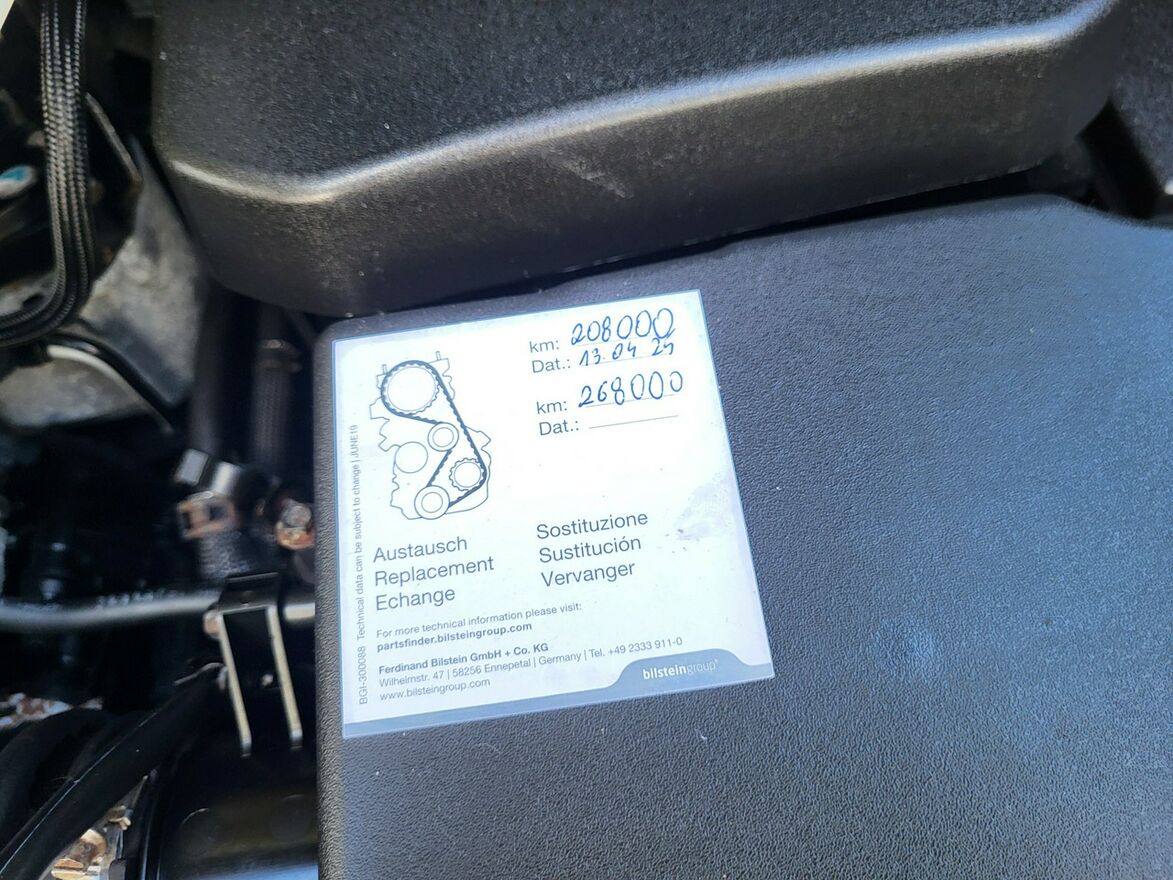 km: 208000
Dat.: 13.04 24
km: 268000
Dat.:
Austausch
Replacement
Echange
Sostituzione
Sustitución
Vervanger
For more technical information please visit:
partsfinder.bilsteingroup.com
Ferdinand Bilstein GmbH + Co. KG
Wilhelmstr. 47 | 58256 Ennepetal | Germany | Tel. +49 2333 911-0
www.bilsteingroup.com
bilsteingroup®
BGI-300088 Technical data can be subject to change | JUNE19